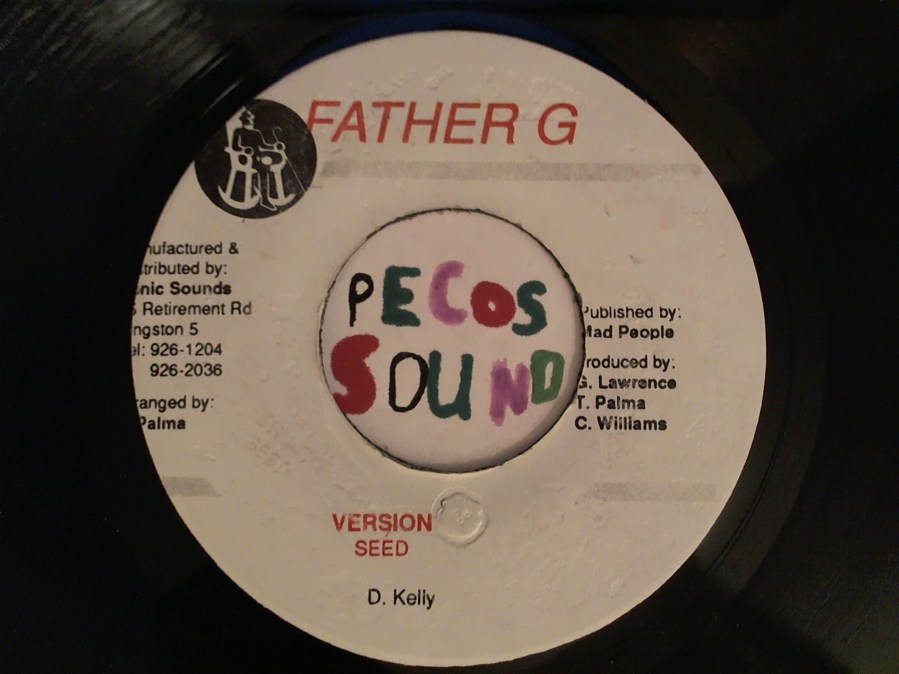 FATHER G
nufactured &
stributed by:
nic Sounds
Retirement Rd
ngston 5
el: 926-1204
926-2036
ranged by:
Palma
PECOS
SOUND
Published by:
Mad People
roduced by:
G. Lawrence
T. Palma
C. Williams
VERSION
SEED
D. Kelly